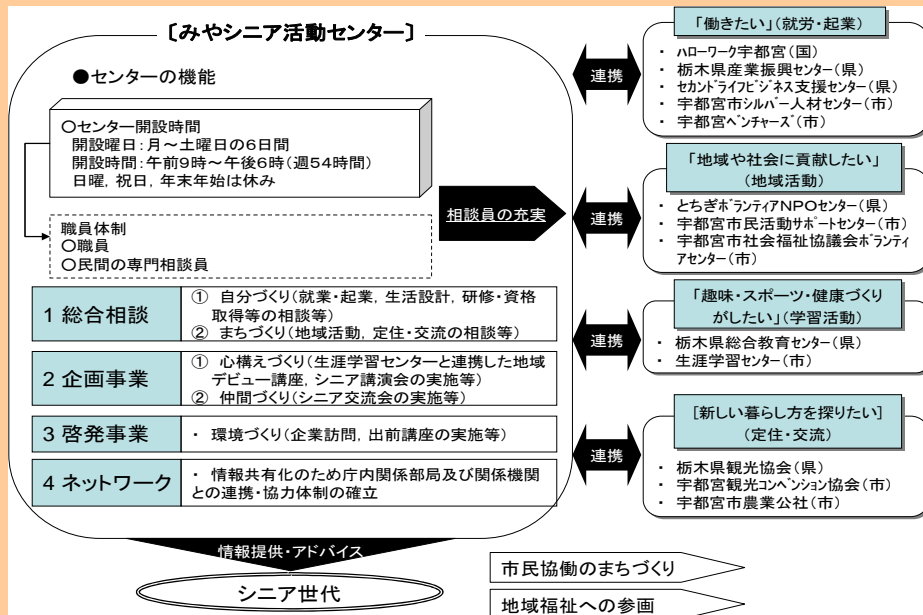 ［みやシニア活動センター］
●センターの機能
○センター開設時間
開設曜日：月～土曜日の6日間
開設時間：午前9時～午後6時（週54時間）
日曜，祝日，年末年始は休み
職員体制
○職員
○民間の専門相談員
相談員の充実
1 総合相談
① 自分づくり（就業・起業，生活設計，研修・資格
取得等の相談等）
② まちづくり（地域活動，定住・交流の相談等）
2 企画事業
① 心構えづくり（生涯学習センターと連携した地域
デビュー講座，シニア講演会の実施等）
② 仲間づくり（シニア交流会の実施等）
3 啓発事業
・ 環境づくり（企業訪問，出前講座の実施等）
4 ネットワーク
・ 情報共有化のため庁内関係部局及び関係機関
との連携・協力体制の確立
情報提供・アドバイス
シニア世代
連携
「働きたい」（就労・起業）
・ ﾊﾛｰﾜｰｸ宇都宮（国）
・ 栃木県産業振興センター（県）
・ ｾｶﾝﾄﾞﾗｲﾌﾋﾞｼﾞﾈｽ支援センター（県）
・ 宇都宮市ｼﾙﾊﾞｰ人材センター（市）
・ 宇都宮ﾍﾞﾝﾁｬｰｽﾞ（市）
連携
「地域や社会に貢献したい」
（地域活動）
・ とちぎﾎﾞﾗﾝﾃｨｱNPOセンター（県）
・ 宇都宮市民活動ｻﾎﾟｰﾄセンター（市）
・ 宇都宮市社会福祉協議会ﾎﾞﾗﾝﾃｨ
ｱセンター（市）
連携
「趣味・スポーツ・健康づくり
がしたい」（学習活動）
・ 栃木県総合教育センター（県）
・ 生涯学習センター（市）
連携
［新しい暮らし方を探りたい］
（定住・交流）
・ 栃木県観光協会（県）
・ 宇都宮観光ｺﾝﾍﾞﾝｼｮﾝ協会（市）
・ 宇都宮市農業公社（市）
市民協働のまちづくり
地域福祉への参画